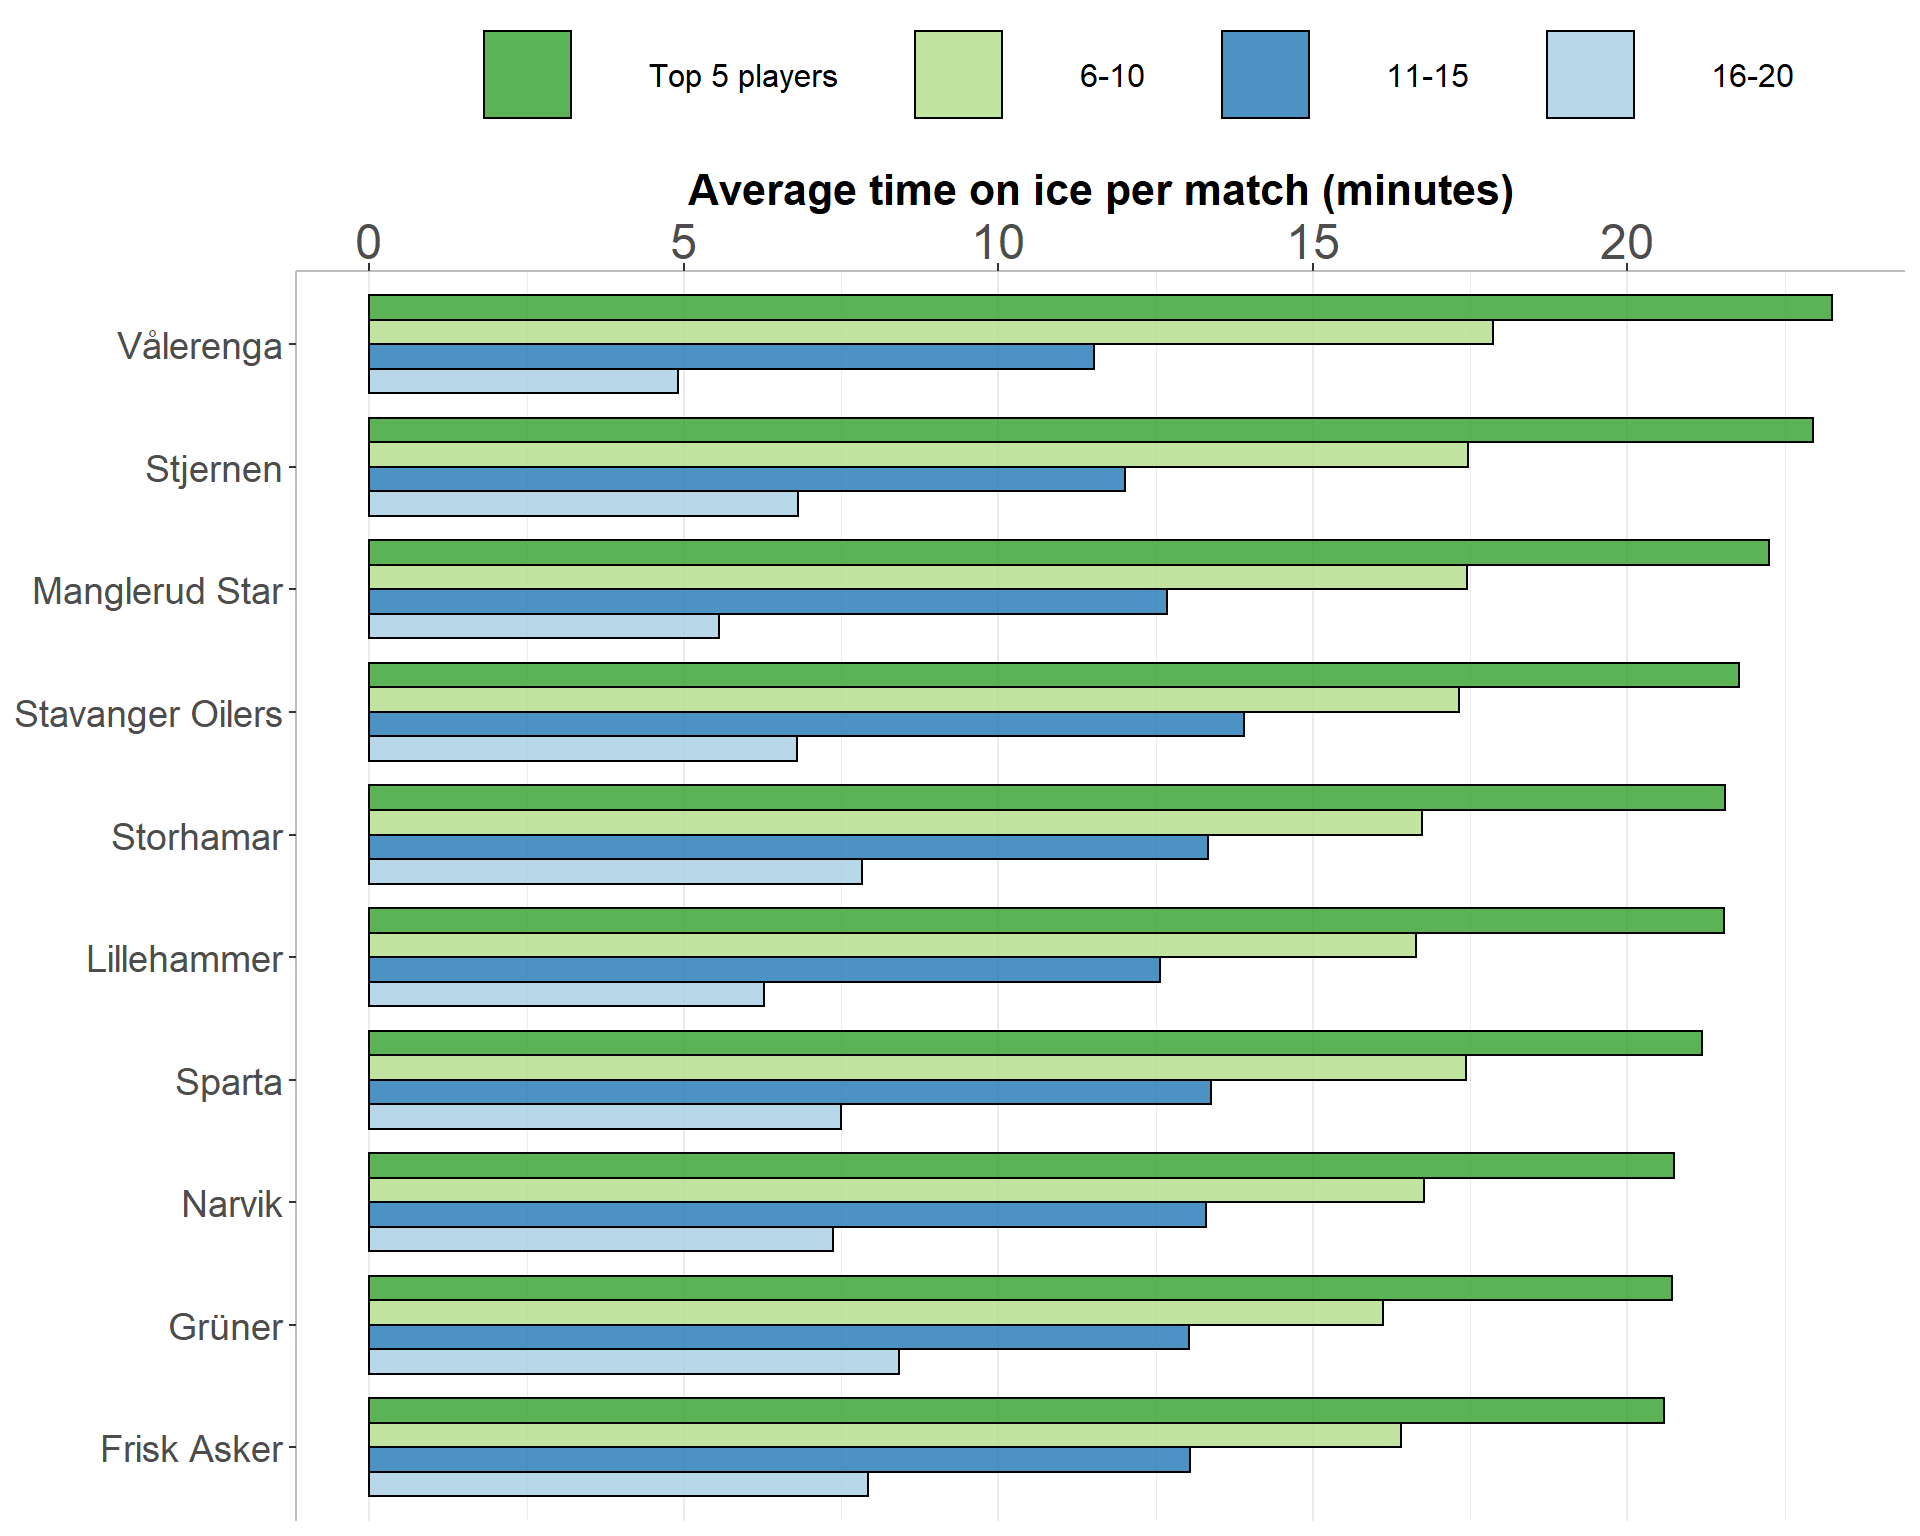 Top 5 players 6-10 11-15 16-20
Average time on ice per match (minutes)
0 5 10 15 20
Vålerenga
Stjernen
Manglerud Star
Stavanger Oilers
Storhamar
Lillehammer
Sparta
Narvik
Grüner
Frisk Asker